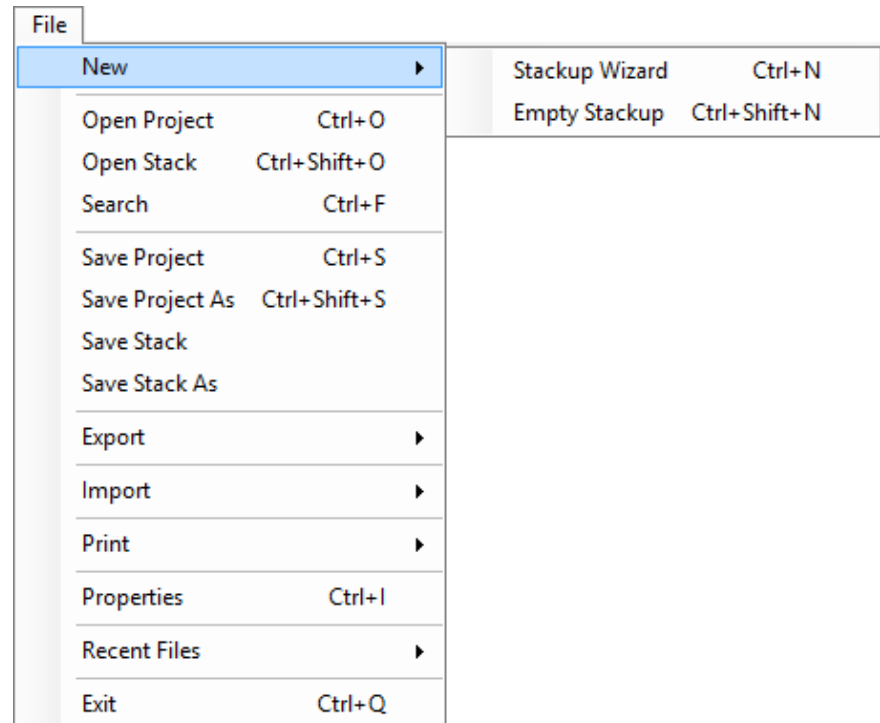 File
New
Stackup Wizard Ctrl+N
Empty Stackup Ctrl+Shift+N
Open Project Ctrl+O
Open Stack Ctrl+Shift+O
Search Ctrl+F
Save Project Ctrl+S
Save Project As Ctrl+Shift+S
Save Stack
Save Stack As
Export
Import
Print
Properties Ctrl+I
Recent Files
Exit Ctrl+Q